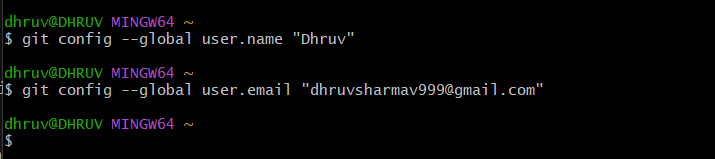 dhruv@DHRUV MINGW64 ~
$ git config --global user.name "Dhruv"
dhruv@DHRUV MINGW64 ~
$ git config --global user.email "dhruvsharmav999@gmail.com"
dhruv@DHRUV MINGW64 ~
$